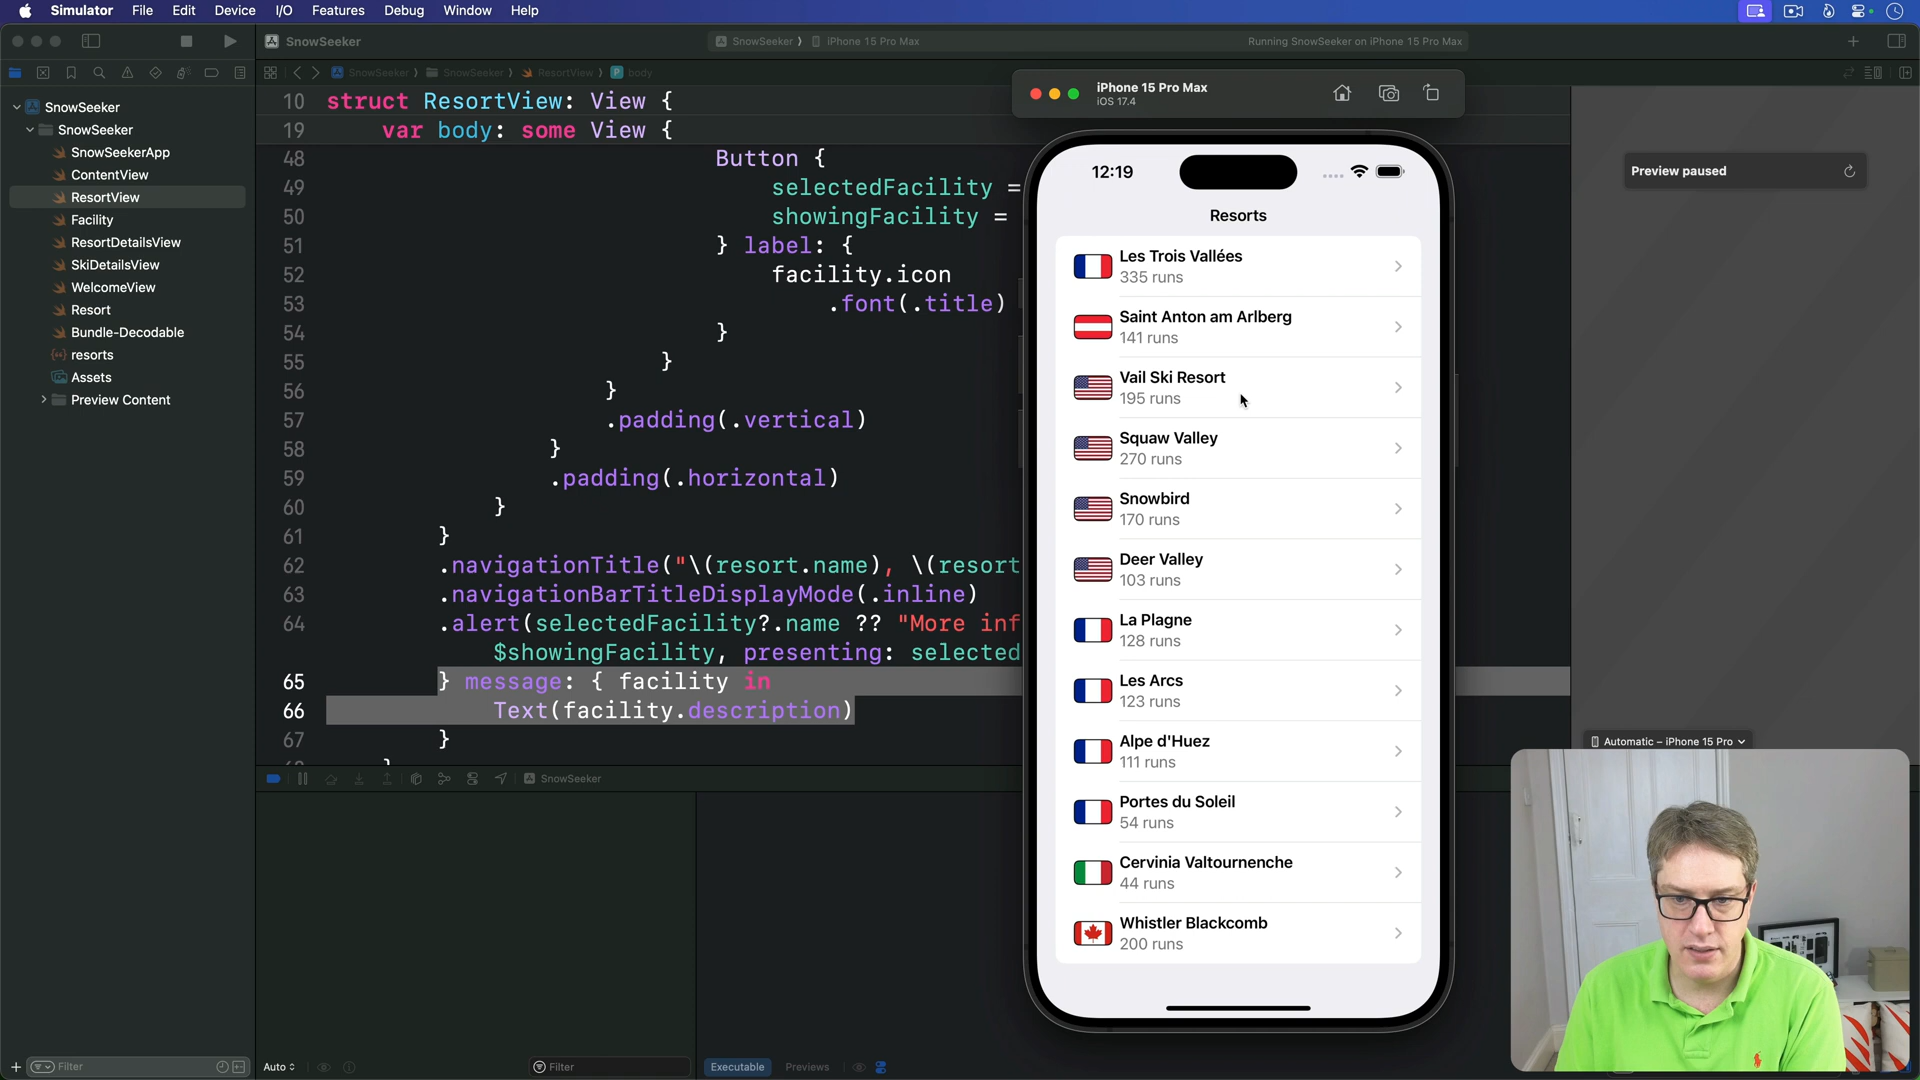 Simulator File Edit Device I/O Features Debug Window Help
SnowSeeker
SnowSeeker ⟩ iPhone 15 Pro Max
Running SnowSeeker on iPhone 15 Pro Max
SnowSeeker ⟩ SnowSeeker ⟩ ResortView ⟩ P body
SnowSeeker
SnowSeeker
SnowSeekerApp
ContentView
ResortView
Facility
ResortDetailsView
SkiDetailsView
WelcomeView
Resort
Bundle-Decodable
resorts
Assets
Preview Content
Filter
10 struct ResortView: View {
19 var body: some View {
48 Button {
49 selectedFacility =
50 showingFacility =
51 } label: {
52 facility.icon
53 .font(.title)
54 }
55 }
56 }
57 .padding(.vertical)
58 }
59 .padding(.horizontal)
60 }
61 }
62 .navigationTitle("\(resort.name), \(resort
63 .navigationBarTitleDisplayMode(.inline)
64 .alert(selectedFacility?.name ?? "More inf
$showingFacility, presenting: selected
65 } message: { facility in
66 Text(facility.description)
67 }
SnowSeeker
Auto
Filter
Executable Previews
iPhone 15 Pro Max
iOS 17.4
12:19
Resorts
Les Trois Vallées
335 runs
Saint Anton am Arlberg
141 runs
Vail Ski Resort
195 runs
Squaw Valley
270 runs
Snowbird
170 runs
Deer Valley
103 runs
La Plagne
128 runs
Les Arcs
123 runs
Alpe d'Huez
111 runs
Portes du Soleil
54 runs
Cervinia Valtournenche
44 runs
Whistler Blackcomb
200 runs
Preview paused
Automatic – iPhone 15 Pro